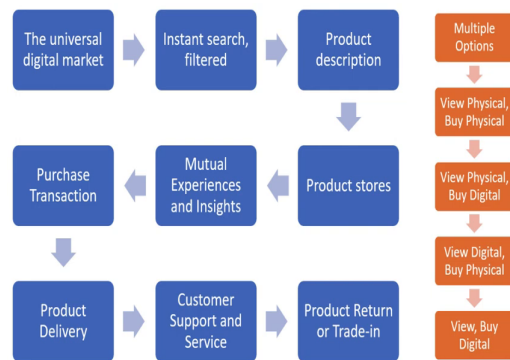 The universal
digital market
Instant search,
filtered
Product
description
Product stores
Mutual
Experiences
and Insights
Purchase
Transaction
Product
Delivery
Customer
Support and
Service
Product Return
or Trade-in
Multiple
Options
View Physical,
Buy Physical
View Physical,
Buy Digital
View Digital,
Buy Physical
View, Buy
Digital